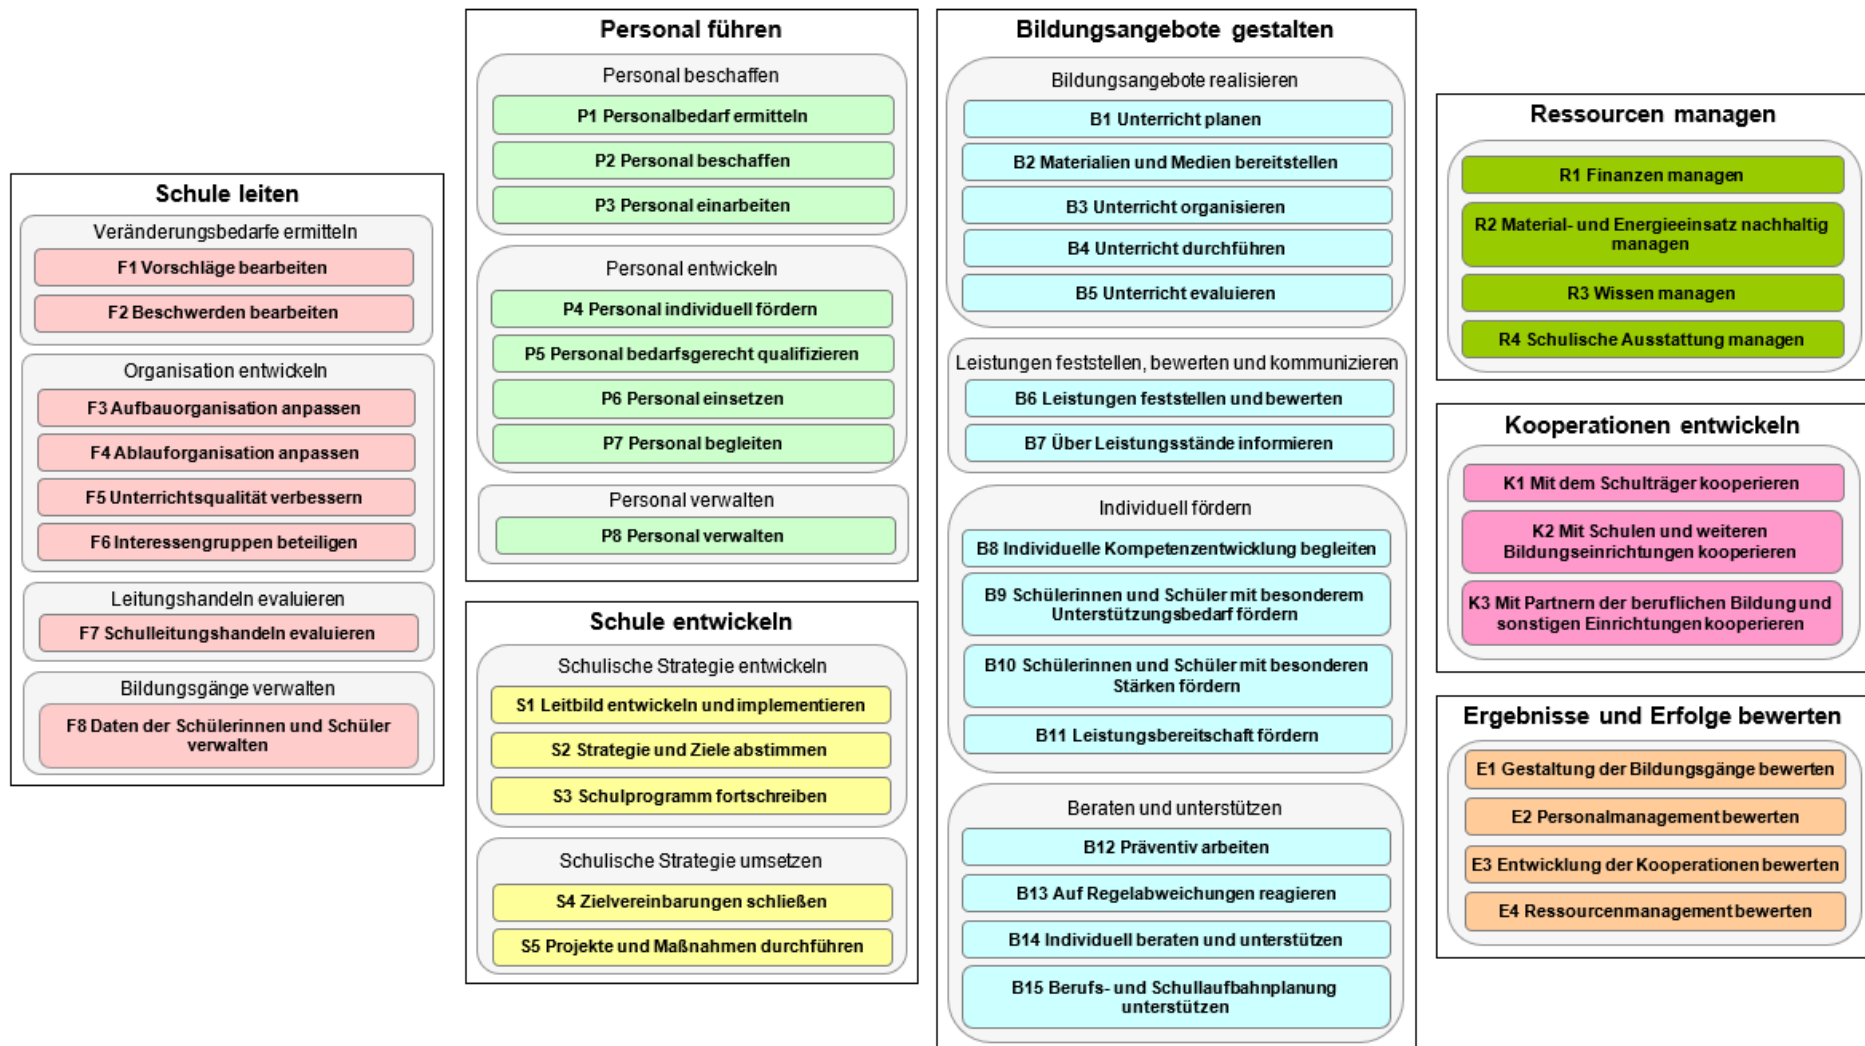 Schule leiten
Veränderungsbedarfe ermitteln
F1 Vorschläge bearbeiten
F2 Beschwerden bearbeiten
Organisation entwickeln
F3 Aufbauorganisation anpassen
F4 Ablauforganisation anpassen
F5 Unterrichtsqualität verbessern
F6 Interessengruppen beteiligen
Leitungshandeln evaluieren
F7 Schulleitungshandeln evaluieren
Bildungsgänge verwalten
F8 Daten der Schülerinnen und Schüler
verwalten
Personal führen
Personal beschaffen
P1 Personalbedarf ermitteln
P2 Personal beschaffen
P3 Personal einarbeiten
Personal entwickeln
P4 Personal individuell fördern
P5 Personal bedarfsgerecht qualifizieren
P6 Personal einsetzen
P7 Personal begleiten
Personal verwalten
P8 Personal verwalten
Schule entwickeln
Schulische Strategie entwickeln
S1 Leitbild entwickeln und implementieren
S2 Strategie und Ziele abstimmen
S3 Schulprogramm fortschreiben
Schulische Strategie umsetzen
S4 Zielvereinbarungen schließen
S5 Projekte und Maßnahmen durchführen
Bildungsangebote gestalten
Bildungsangebote realisieren
B1 Unterricht planen
B2 Materialien und Medien bereitstellen
B3 Unterricht organisieren
B4 Unterricht durchführen
B5 Unterricht evaluieren
Leistungen feststellen, bewerten und kommunizieren
B6 Leistungen feststellen und bewerten
B7 Über Leistungsstände informieren
Individuell fördern
B8 Individuelle Kompetenzentwicklung begleiten
B9 Schülerinnen und Schüler mit besonderem
Unterstützungsbedarf fördern
B10 Schülerinnen und Schüler mit besonderen
Stärken fördern
B11 Leistungsbereitschaft fördern
Beraten und unterstützen
B12 Präventiv arbeiten
B13 Auf Regelabweichungen reagieren
B14 Individuell beraten und unterstützen
B15 Berufs- und Schullaufbahnplanung
unterstützen
Ressourcen managen
R1 Finanzen managen
R2 Material- und Energieeinsatz nachhaltig
managen
R3 Wissen managen
R4 Schulische Ausstattung managen
Kooperationen entwickeln
K1 Mit dem Schulträger kooperieren
K2 Mit Schulen und weiteren
Bildungseinrichtungen kooperieren
K3 Mit Partnern der beruflichen Bildung und
sonstigen Einrichtungen kooperieren
Ergebnisse und Erfolge bewerten
E1 Gestaltung der Bildungsgänge bewerten
E2 Personalmanagement bewerten
E3 Entwicklung der Kooperationen bewerten
E4 Ressourcenmanagement bewerten